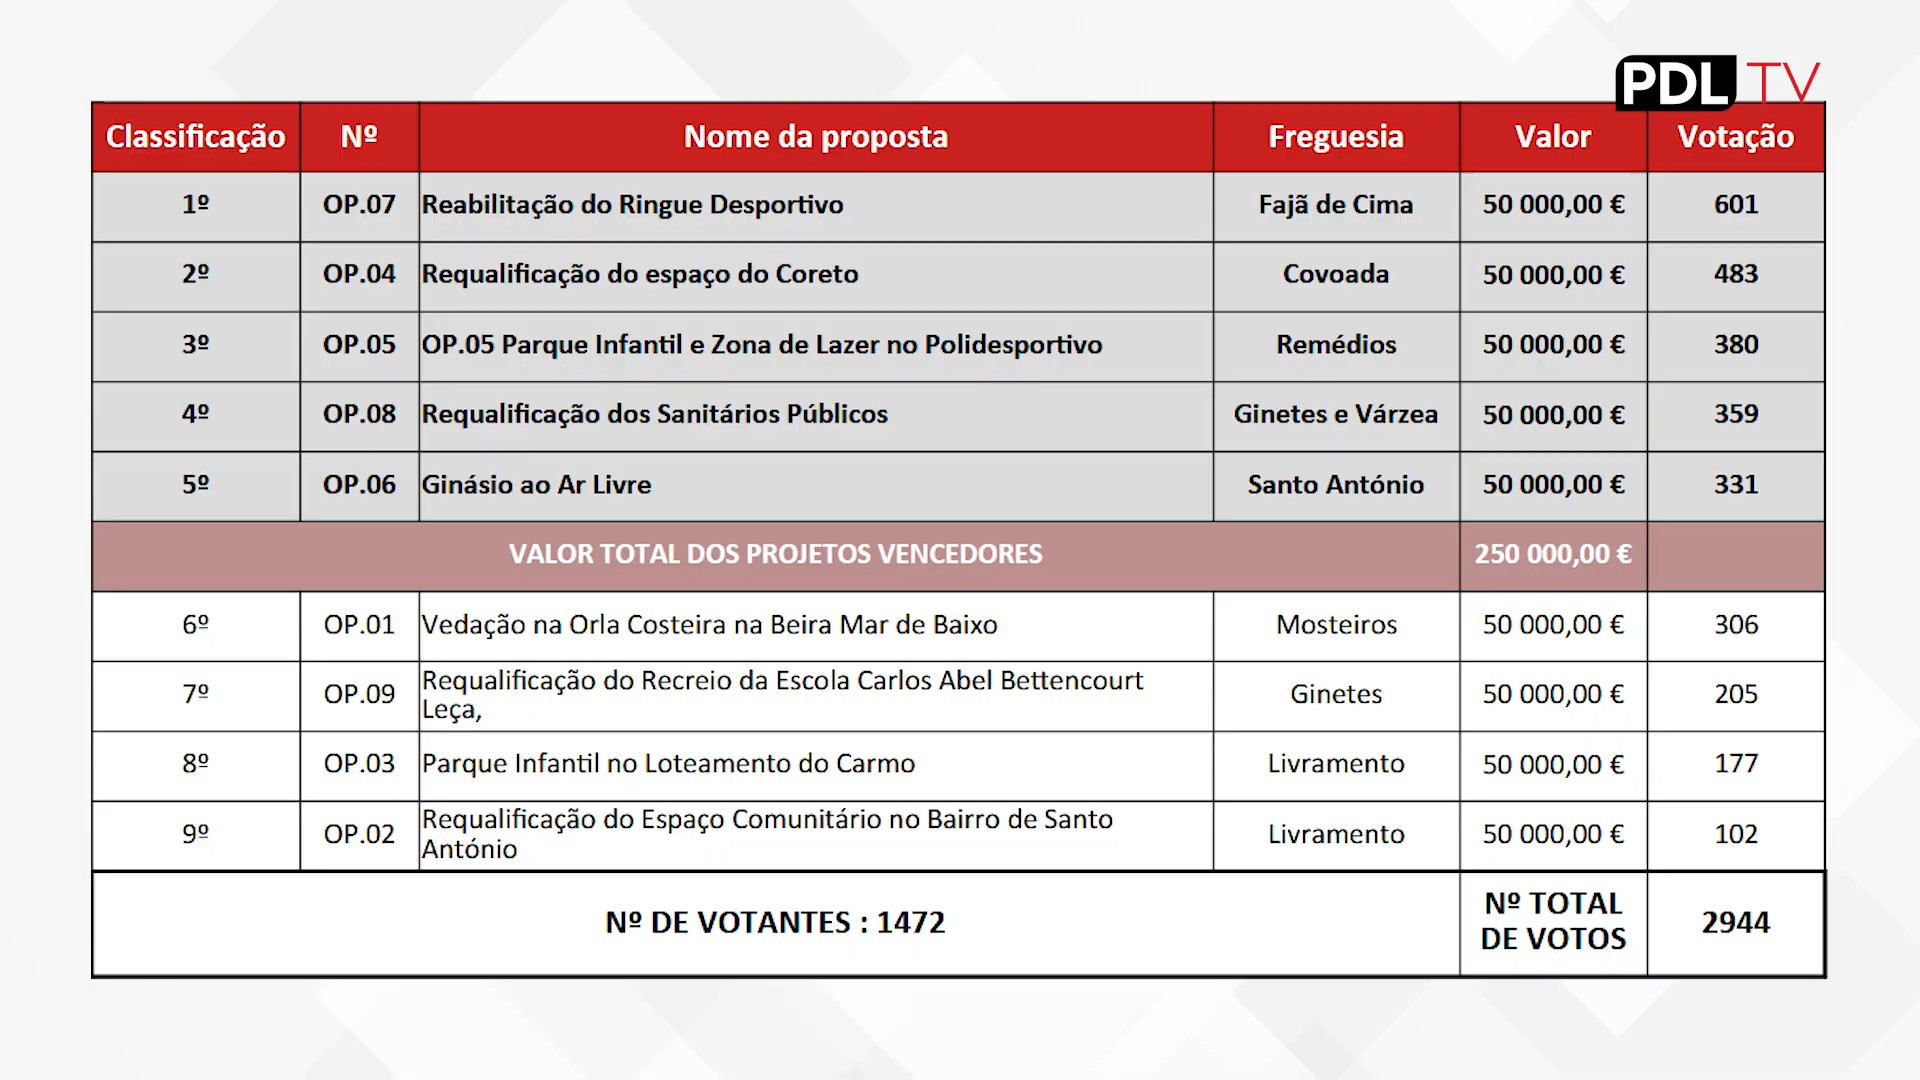 PDL TV
Classificação Nº Nome da proposta Freguesia Valor Votação
1º OP.07 Reabilitação do Ringue Desportivo Fajã de Cima 50 000,00 € 601
2º OP.04 Requalificação do espaço do Coreto Covoada 50 000,00 € 483
3º OP.05 OP.05 Parque Infantil e Zona de Lazer no Polidesportivo Remédios 50 000,00 € 380
4º OP.08 Requalificação dos Sanitários Públicos Ginetes e Várzea 50 000,00 € 359
5º OP.06 Ginásio ao Ar Livre Santo António 50 000,00 € 331
VALOR TOTAL DOS PROJETOS VENCEDORES 250 000,00 €
6º OP.01 Vedação na Orla Costeira na Beira Mar de Baixo Mosteiros 50 000,00 € 306
7º OP.09 Requalificação do Recreio da Escola Carlos Abel Bettencourt
Leça, Ginetes 50 000,00 € 205
8º OP.03 Parque Infantil no Loteamento do Carmo Livramento 50 000,00 € 177
9º OP.02 Requalificação do Espaço Comunitário no Bairro de Santo
António Livramento 50 000,00 € 102
Nº DE VOTANTES : 1472 Nº TOTAL
DE VOTOS 2944